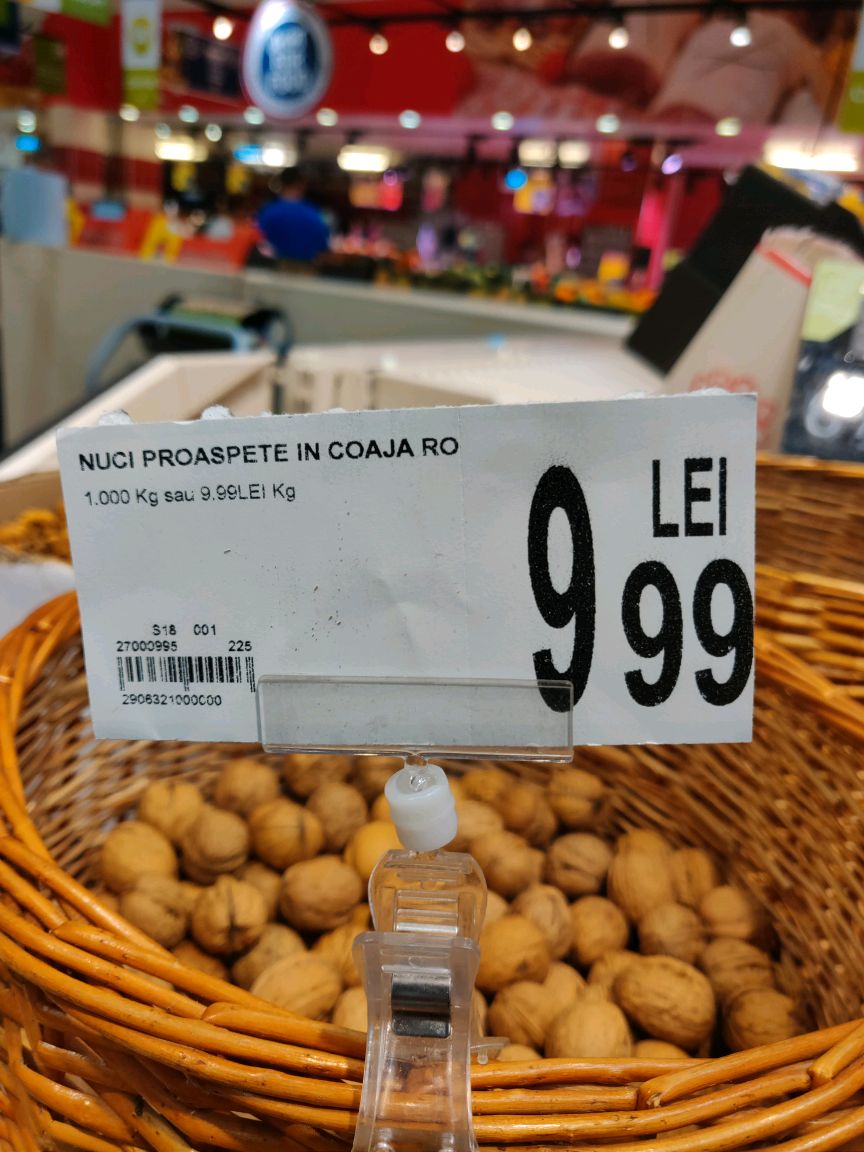 NUCI PROASPETE IN COAJA RO
1.000 Kg sau 9.99LEI Kg
9 99
LEI
S18 001
27000995 225
2906321000000